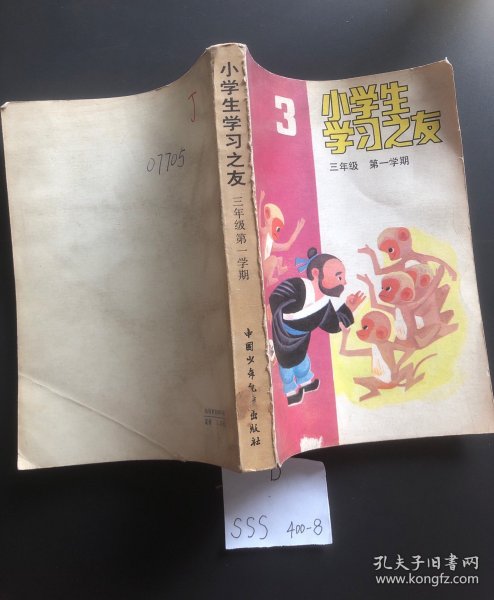 J
07705
小学生学习之友
三年级第一学期
中国少年儿童出版社
3
小学生
学习之友
三年级 第一学期
D
SSS 400-8
孔夫子旧书网
www.kongfz.com